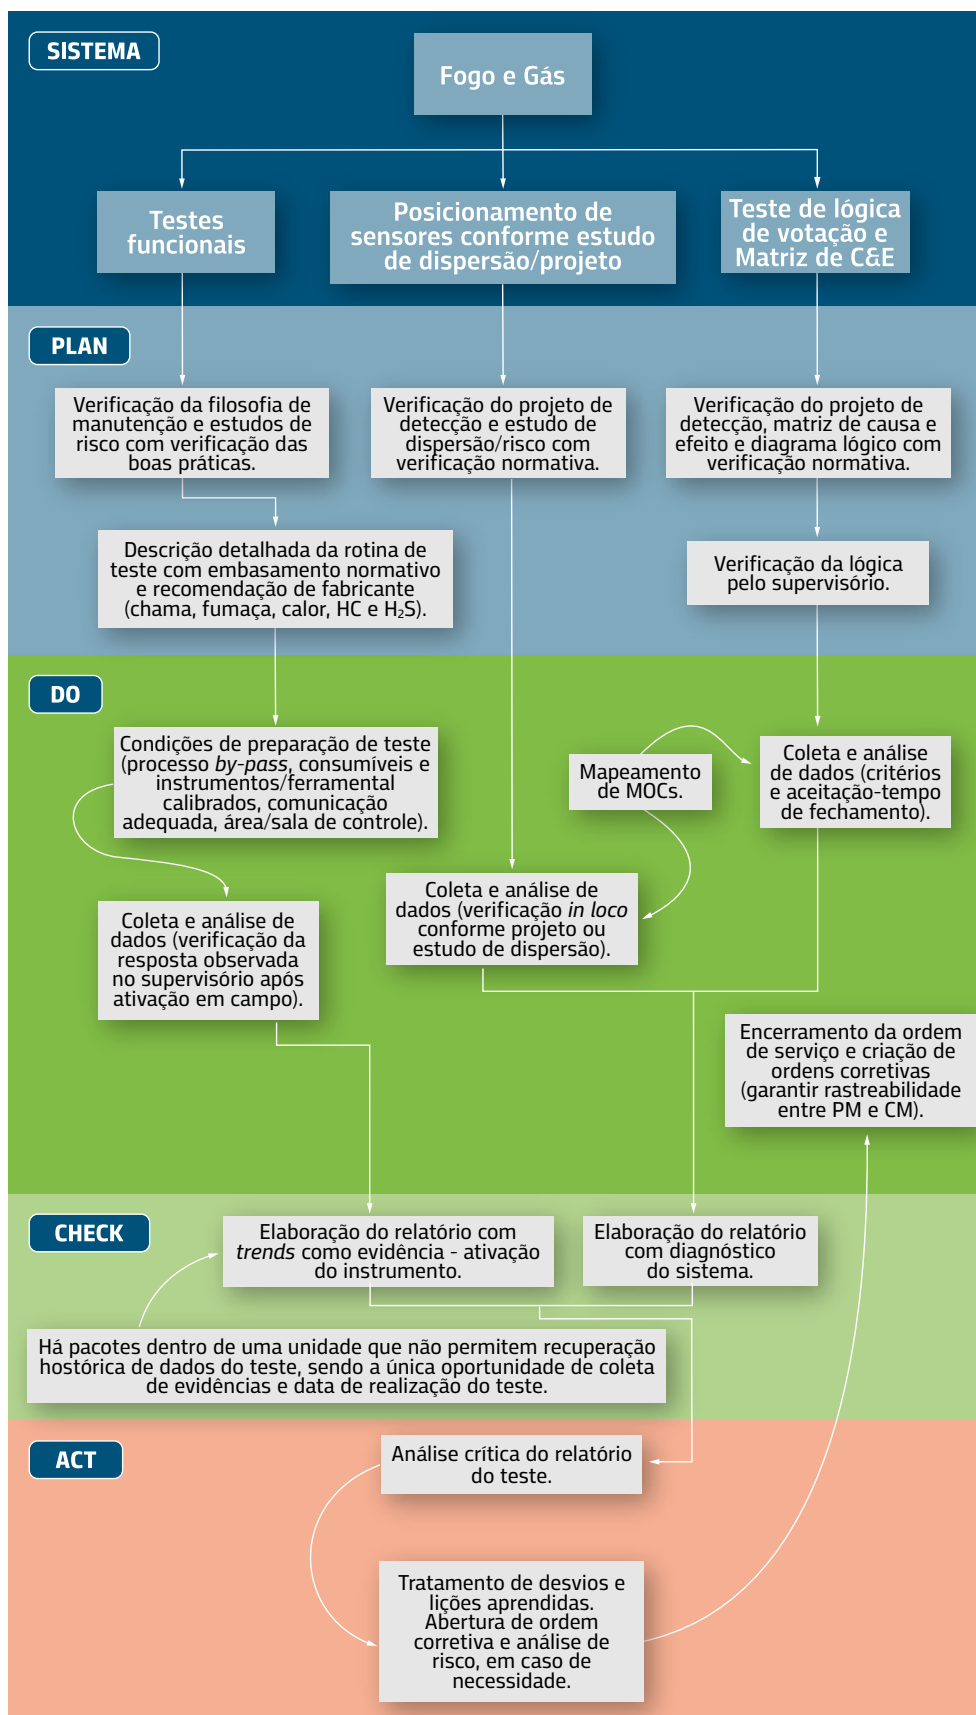 SISTEMA
Fogo e Gás
Testes
funcionais
Posicionamento de
sensores conforme estudo
de dispersão/projeto
Teste de lógica
de votação e
Matriz de C&E
PLAN
Verificação da filosofia de
manutenção e estudos de
risco com verificação das
boas práticas.
Verificação do projeto de
detecção e estudo de
dispersão/risco com
verificação normativa.
Verificação do projeto de
detecção, matriz de causa e
efeito e diagrama lógico com
verificação normativa.
Descrição detalhada da rotina de
teste com embasamento normativo
e recomendação de fabricante
(chama, fumaça, calor, HC e H₂S).
Verificação da lógica
pelo supervisório.
DO
Condições de preparação de teste
(processo by-pass, consumíveis e
instrumentos/ferramental
calibrados, comunicação
adequada, área/sala de controle).
Mapeamento
de MOCs.
Coleta e análise
de dados (critérios
e aceitação-tempo
de fechamento).
Coleta e análise de
dados (verificação in loco
conforme projeto ou
estudo de dispersão).
Coleta e análise de
dados (verificação da
resposta observada
no supervisório após
ativação em campo).
Encerramento da ordem
de serviço e criação de
ordens corretivas
(garantir rastreabilidade
entre PM e CM).
CHECK
Elaboração do relatório com
trends como evidência - ativação
do instrumento.
Elaboração do relatório
com diagnóstico
do sistema.
Há pacotes dentro de uma unidade que não permitem recuperação
hostórica de dados do teste, sendo a única oportunidade de coleta
de evidências e data de realização do teste.
ACT
Análise crítica do relatório
do teste.
Tratamento de desvios e
lições aprendidas.
Abertura de ordem
corretiva e análise de
risco, em caso de
necessidade.